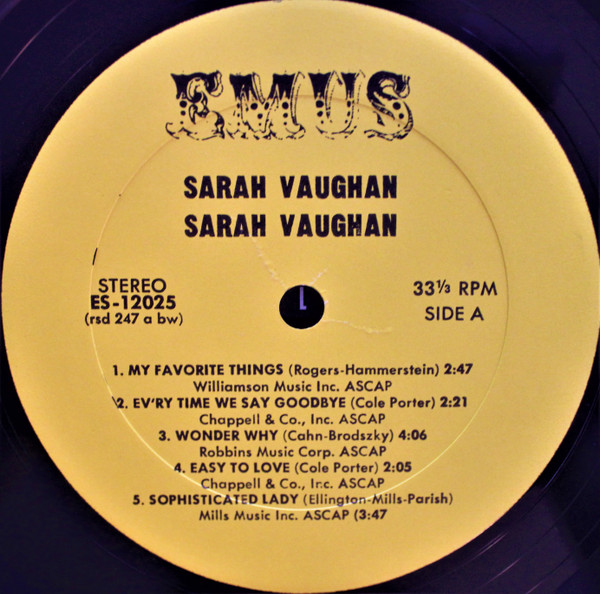 EMUS
SARAH VAUGHAN
SARAH VAUGHAN
STEREO
ES-12025
(rsd 247 a bw)
33⅓ RPM
SIDE A
1. MY FAVORITE THINGS (Rogers-Hammerstein) 2:47
Williamson Music Inc. ASCAP
2. EV'RY TIME WE SAY GOODBYE (Cole Porter) 2:21
Chappell & Co., Inc. ASCAP
3. WONDER WHY (Cahn-Brodszky) 4:06
Robbins Music Corp. ASCAP
4. EASY TO LOVE (Cole Porter) 2:05
Chappell & Co., Inc. ASCAP
5. SOPHISTICATED LADY (Ellington-Mills-Parish)
Mills Music Inc. ASCAP (3:47